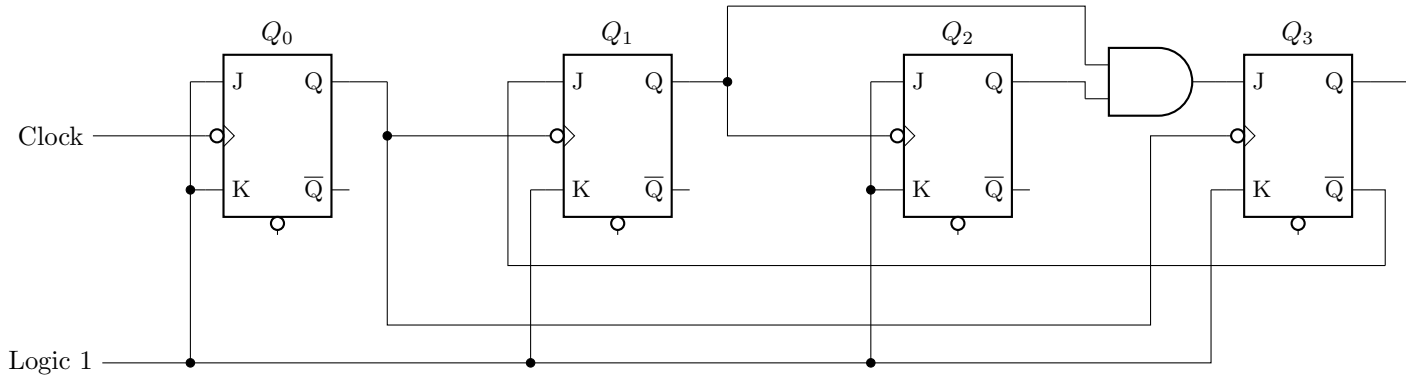 Q₀ Q₁ Q₂ Q₃
J Q J Q J Q J Q
Clock
K Q̅ K Q̅ K Q̅ K Q̅
Logic 1